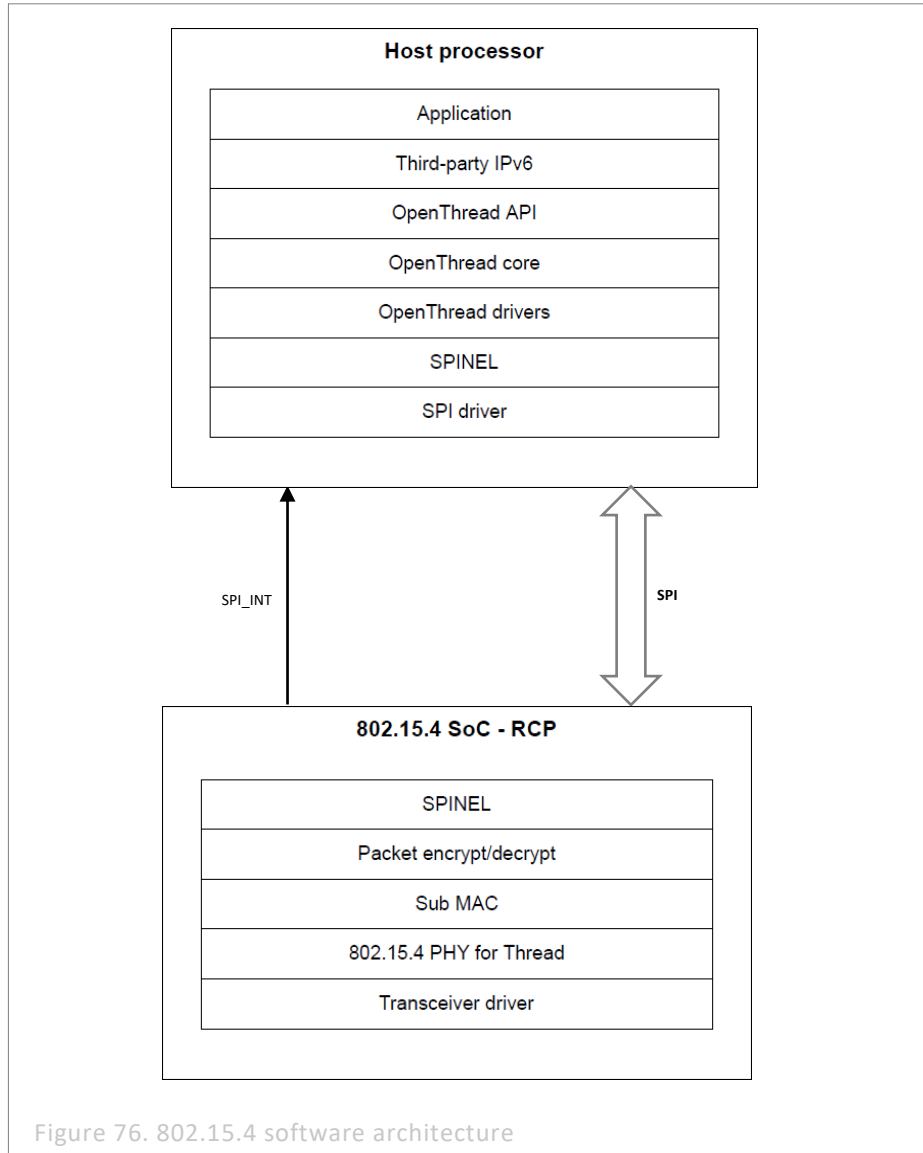 Host processor
Application
Third-party IPv6
OpenThread API
OpenThread core
OpenThread drivers
SPINEL
SPI driver
SPI_INT
SPI
802.15.4 SoC - RCP
SPINEL
Packet encrypt/decrypt
Sub MAC
802.15.4 PHY for Thread
Transceiver driver
Figure 76. 802.15.4 software architecture